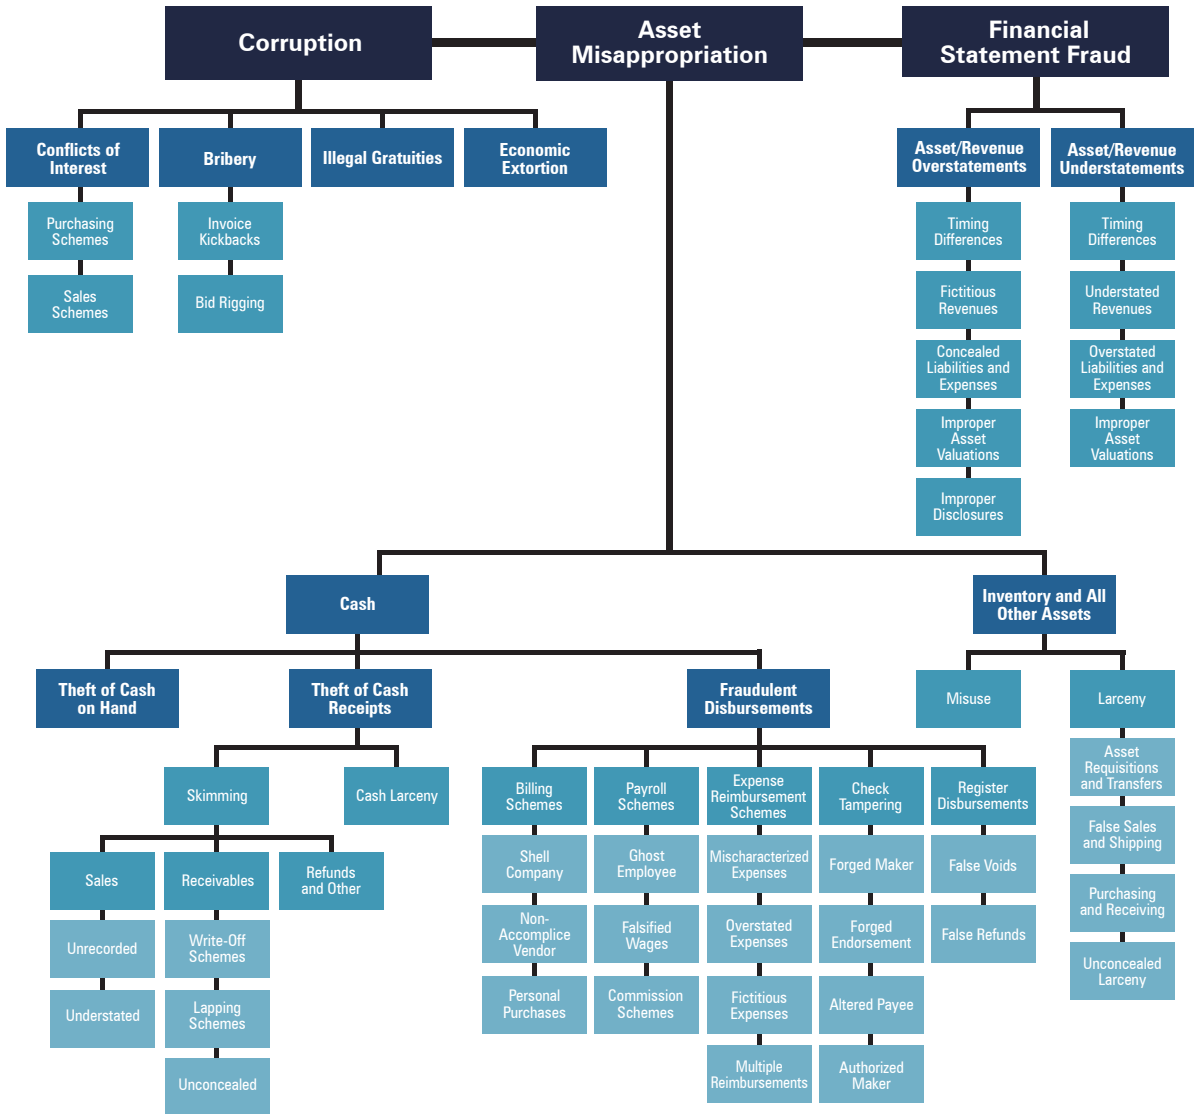 Corruption
Asset
Misappropriation
Financial
Statement Fraud
Conflicts of
Interest
Bribery
Illegal Gratuities
Economic
Extortion
Asset/Revenue
Overstatements
Asset/Revenue
Understatements
Purchasing
Schemes
Sales
Schemes
Invoice
Kickbacks
Bid Rigging
Timing
Differences
Fictitious
Revenues
Concealed
Liabilities and
Expenses
Improper
Asset
Valuations
Improper
Disclosures
Timing
Differences
Understated
Revenues
Overstated
Liabilities and
Expenses
Improper
Asset
Valuations
Cash
Inventory and All
Other Assets
Theft of Cash
on Hand
Theft of Cash
Receipts
Fraudulent
Disbursements
Misuse
Larceny
Skimming
Cash Larceny
Sales
Receivables
Refunds
and Other
Unrecorded
Understated
Write-Off
Schemes
Lapping
Schemes
Unconcealed
Billing
Schemes
Shell
Company
Non-
Accomplice
Vendor
Personal
Purchases
Payroll
Schemes
Ghost
Employee
Falsified
Wages
Commission
Schemes
Expense
Reimbursement
Schemes
Mischaracterized
Expenses
Overstated
Expenses
Fictitious
Expenses
Multiple
Reimbursements
Check
Tampering
Forged Maker
Forged
Endorsement
Altered Payee
Authorized
Maker
Register
Disbursements
False Voids
False Refunds
Asset
Requisitions
and Transfers
False Sales
and Shipping
Purchasing
and Receiving
Unconcealed
Larceny